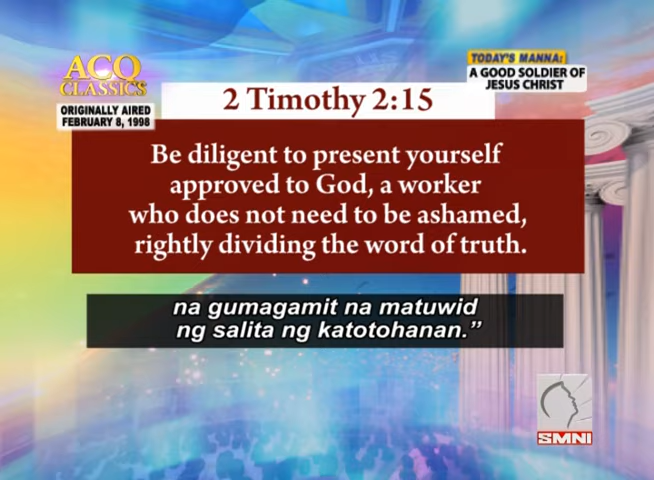 ACQ
CLASSICS
ORIGINALLY AIRED
FEBRUARY 8, 1998
TODAY'S MANNA:
A GOOD SOLDIER OF
JESUS CHRIST
2 Timothy 2:15
Be diligent to present yourself
approved to God, a worker
who does not need to be ashamed,
rightly dividing the word of truth.
na gumagamit na matuwid
ng salita ng katotohanan.”
SMNI